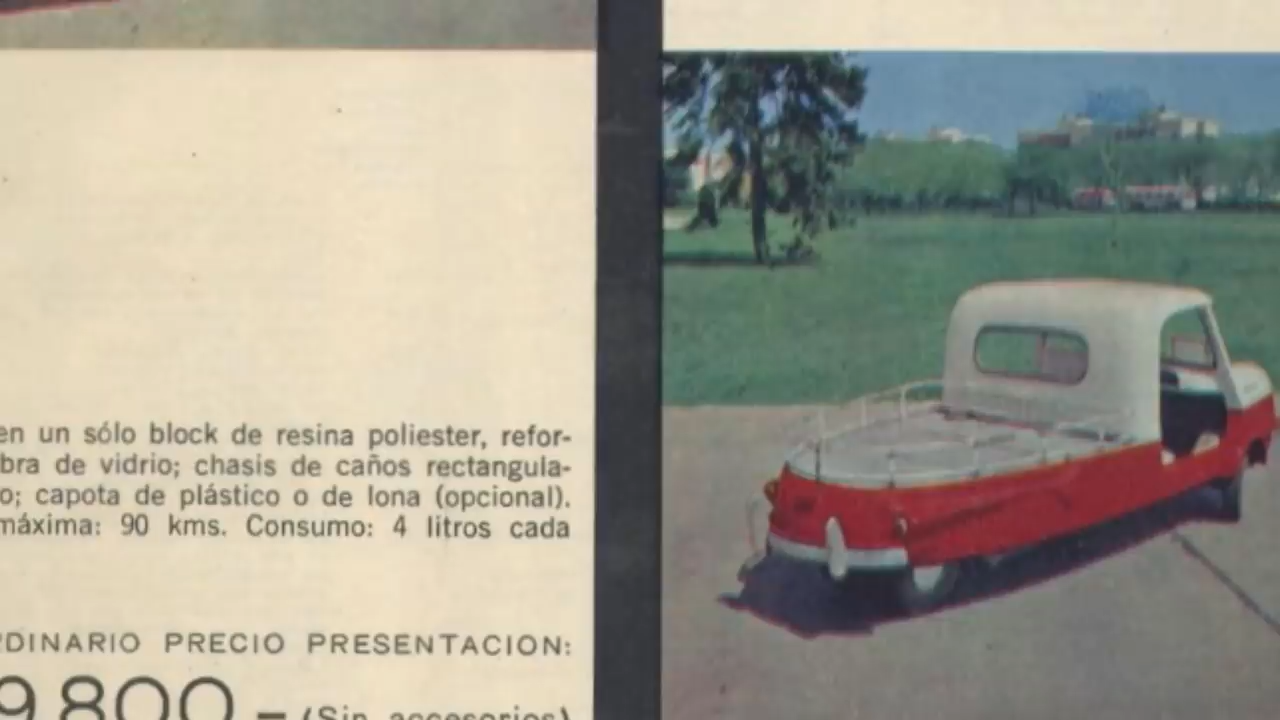 en un sólo block de resina poliester, refor-
bra de vidrio; chasis de caños rectangula-
o; capota de plástico o de lona (opcional).
máxima: 90 kms. Consumo: 4 litros cada
RDINARIO PRECIO PRESENTACION:
9.800 - (Sin accesorios)